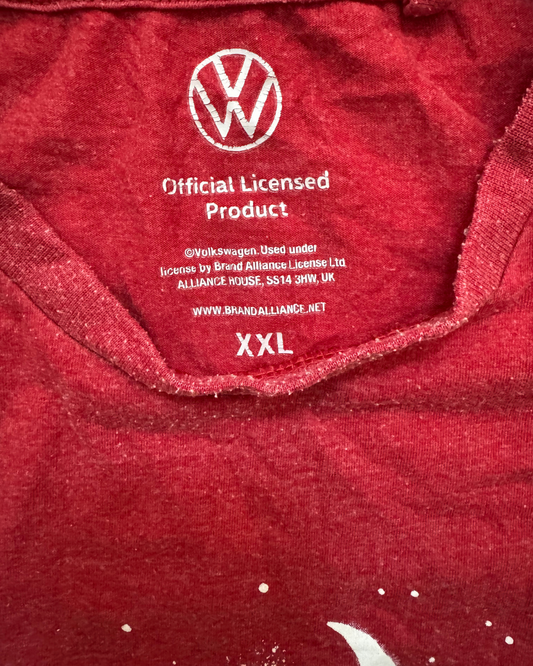 Official Licensed
Product
©Volkswagen. Used under
license by Brand Alliance License Ltd
ALLIANCE HOUSE, SS14 3HW, UK
WWW.BRANDALLIANCE.NET
XXL